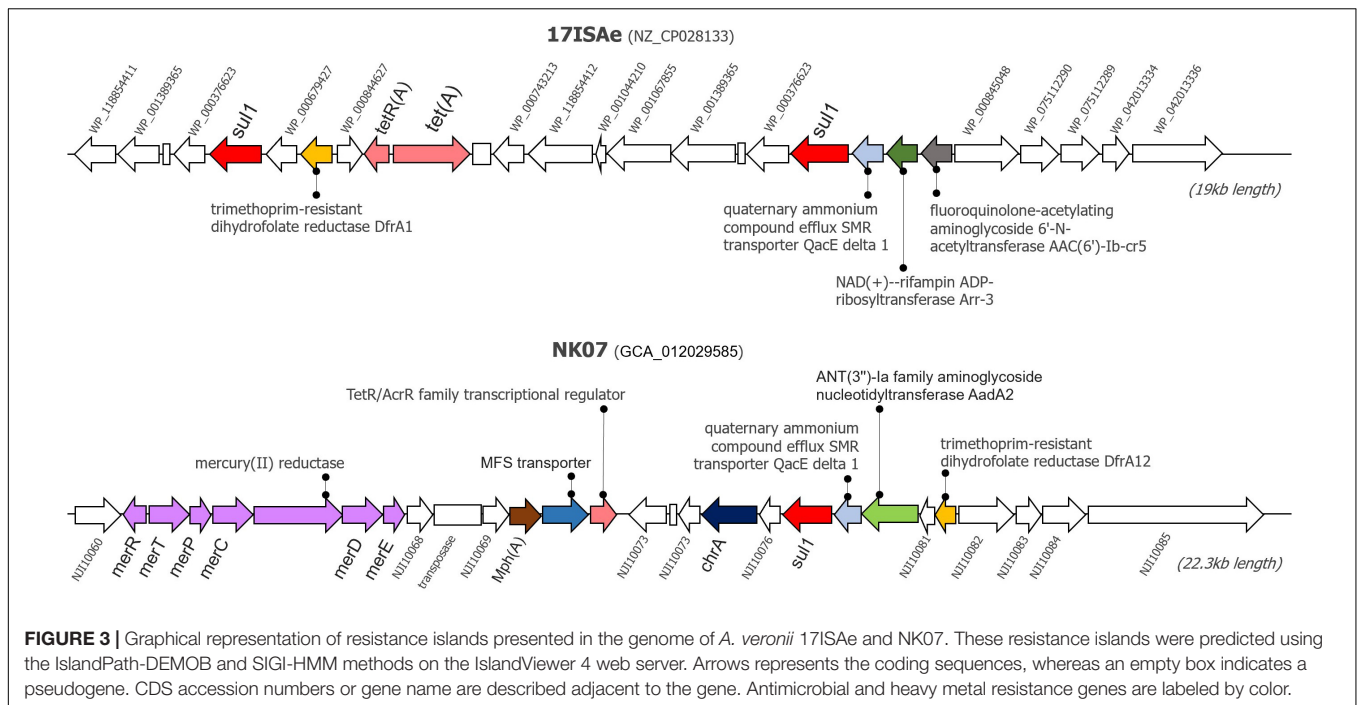 17ISAe (NZ_CP028133)
WP_118854411
WP_001389365
WP_000376623
sul1
WP_000679427
WP_000844627
tetR(A)
tet(A)
WP_000743213
WP_118854412
WP_001044210
WP_001067855
WP_001389365
WP_000376623
sul1
WP_000845048
WP_075112290
WP_075112289
WP_042013334
WP_042013336
(19kb length)
trimethoprim-resistant
dihydrofolate reductase DfrA1
quaternary ammonium
compound efflux SMR
transporter QacE delta 1
fluoroquinolone-acetylating
aminoglycoside 6'-N-
acetyltransferase AAC(6')-Ib-cr5
NAD(+)--rifampin ADP-
ribosyltransferase Arr-3
NK07 (GCA_012029585)
TetR/AcrR family transcriptional regulator
ANT(3")-Ia family aminoglycoside
nucleotidyltransferase AadA2
quaternary ammonium
compound efflux SMR
transporter QacE delta 1
trimethoprim-resistant
dihydrofolate reductase DfrA12
mercury(II) reductase
MFS transporter
NJI10060
merR
merT
merP
merC
merD
merE
NJI10068
transposase
NJI10069
Mph(A)
NJI10073
NJI10073
chrA
NJI10076
sul1
NJI10081
NJI10082
NJI10083
NJI10084
NJI10085
(22.3kb length)
FIGURE 3 | Graphical representation of resistance islands presented in the genome of A. veronii 17ISAe and NK07. These resistance islands were predicted using
the IslandPath-DEMOB and SIGI-HMM methods on the IslandViewer 4 web server. Arrows represents the coding sequences, whereas an empty box indicates a
pseudogene. CDS accession numbers or gene name are described adjacent to the gene. Antimicrobial and heavy metal resistance genes are labeled by color.